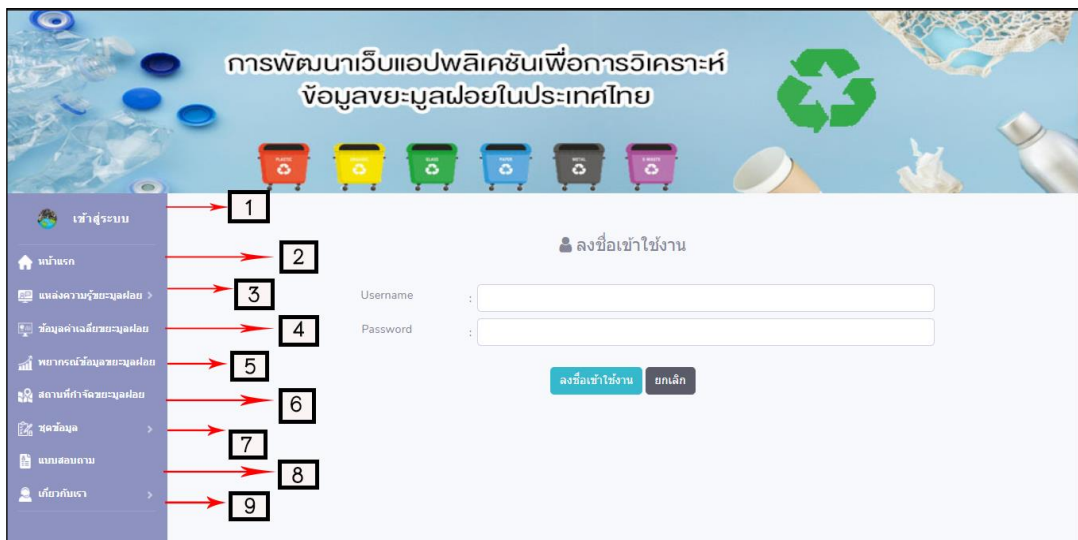 การพัฒนาเว็บแอปพลิเคชันเพื่อการวิเคราะห์
ข้อมูลขยะมูลฝอยในประเทศไทย
PLASTIC
GLASS
PAPER
METAL
E-WASTE
เข้าสู่ระบบ
1
หน้าแรก
2
แหล่งความรู้ขยะมูลฝอย >
3
ข้อมูลค่าเฉลี่ยขยะมูลฝอย
4
พยากรณ์ข้อมูลขยะมูลฝอย
5
สถานที่กำจัดขยะมูลฝอย
6
ชุดข้อมูล >
7
แบบสอบถาม
8
เกี่ยวกับเรา >
9
ลงชื่อเข้าใช้งาน
Username :
Password :
ลงชื่อเข้าใช้งาน ยกเลิก